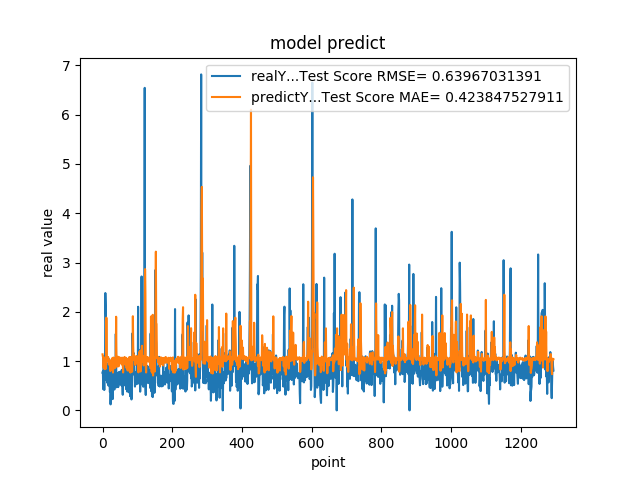 model predict
realY...Test Score RMSE= 0.63967031391
predictY...Test Score MAE= 0.423847527911
real value
7
6
5
4
3
2
1
0
0 200 400 600 800 1000 1200
point